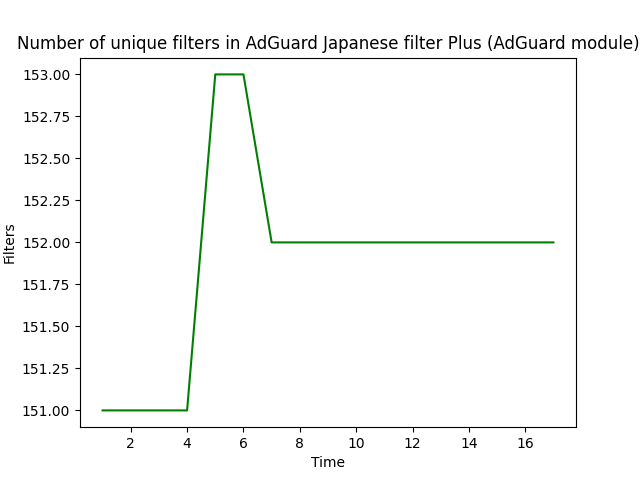 Number of unique filters in AdGuard Japanese filter Plus (AdGuard module)
153.00
152.75
152.50
152.25
152.00
151.75
151.50
151.25
151.00
Filters
2 4 6 8 10 12 14 16
Time